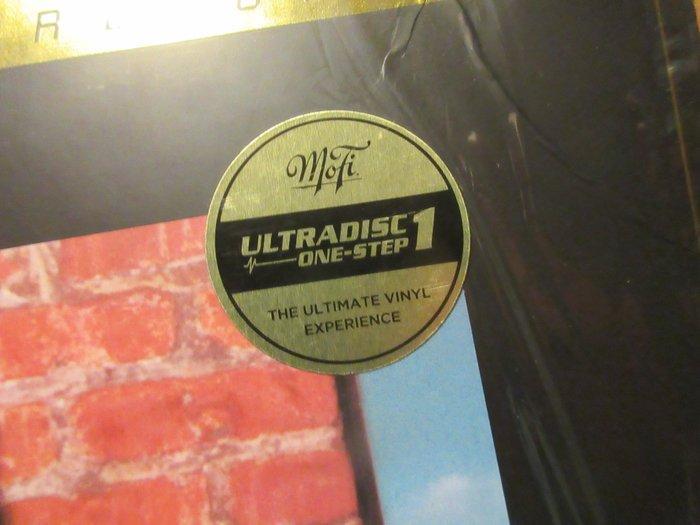 MoFi
ULTRADISC 1
ONE-STEP
THE ULTIMATE VINYL
EXPERIENCE